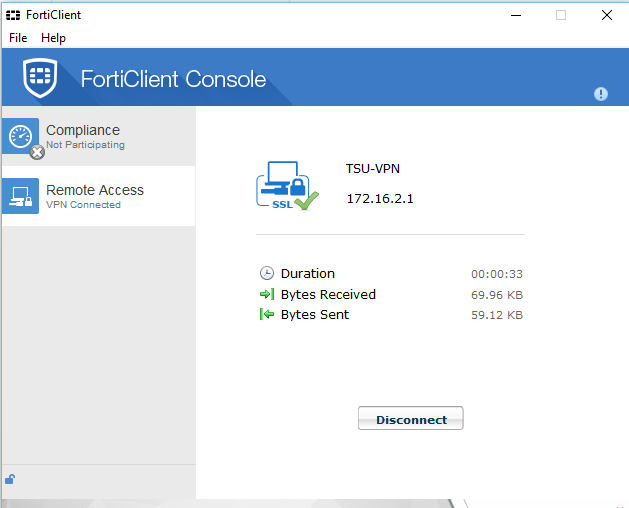 FortiClient
File Help
FortiClient Console
Compliance
Not Participating
Remote Access
VPN Connected
SSL
TSU-VPN
172.16.2.1
Duration 00:00:33
Bytes Received 69.96 KB
Bytes Sent 59.12 KB
Disconnect